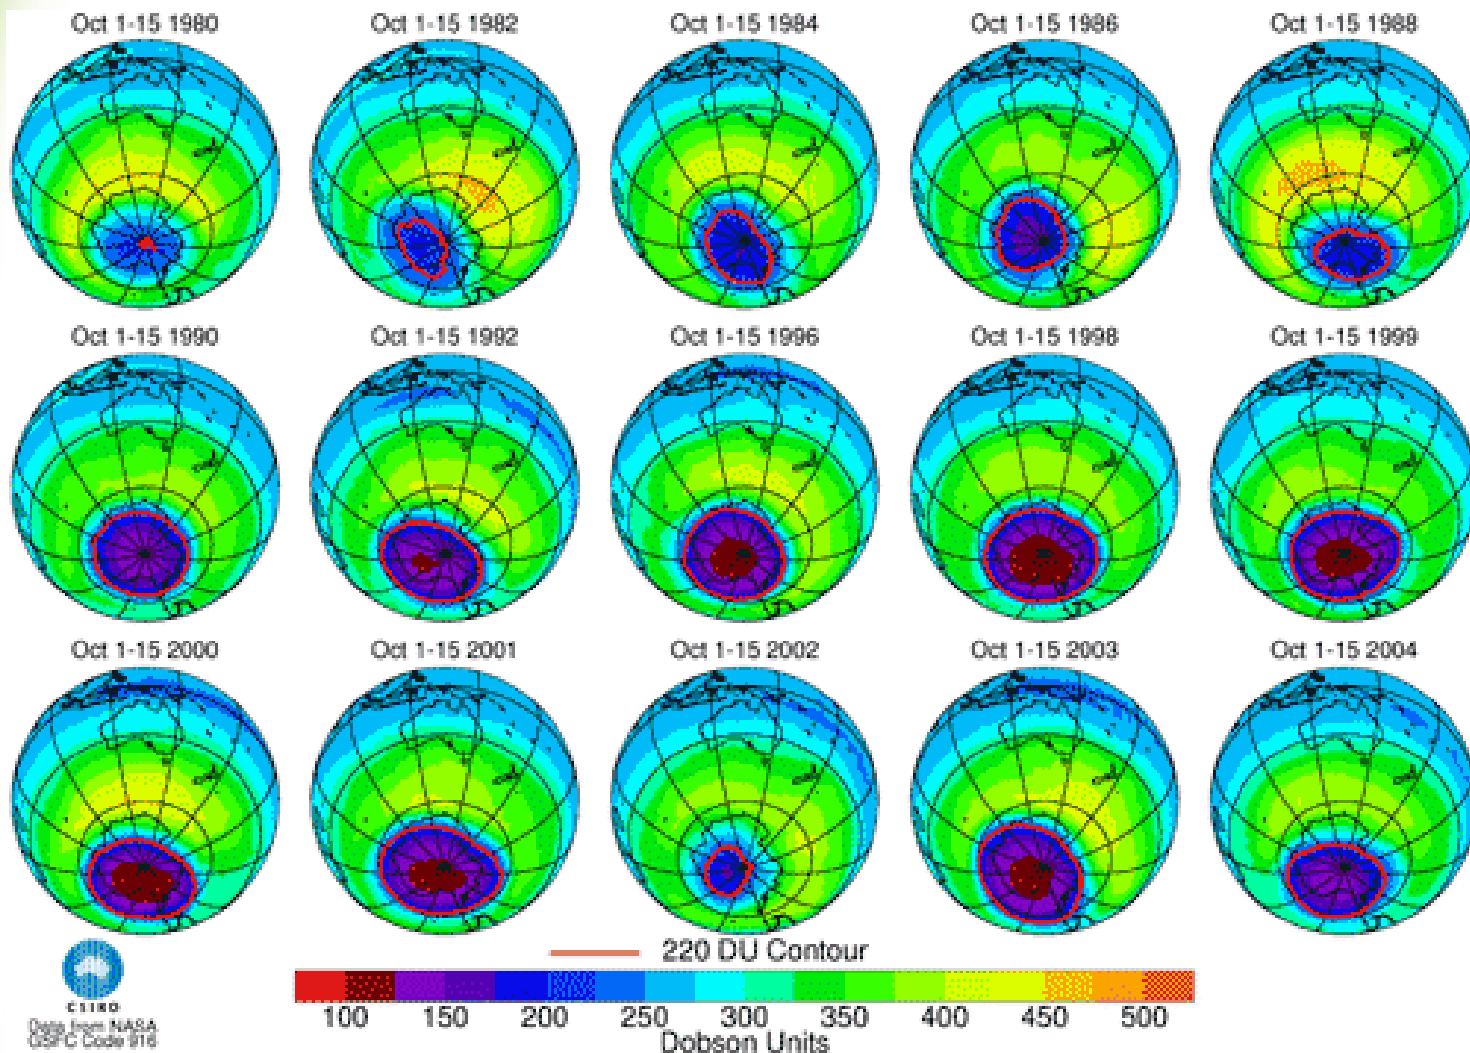 Oct 1-15 1980
Oct 1-15 1982
Oct 1-15 1984
Oct 1-15 1986
Oct 1-15 1988
Oct 1-15 1990
Oct 1-15 1992
Oct 1-15 1996
Oct 1-15 1998
Oct 1-15 1999
Oct 1-15 2000
Oct 1-15 2001
Oct 1-15 2002
Oct 1-15 2003
Oct 1-15 2004
220 DU Contour
100 150 200 250 300 350 400 450 500
Dobson Units
CSIRO
Data from NASA
GSFC Code 916